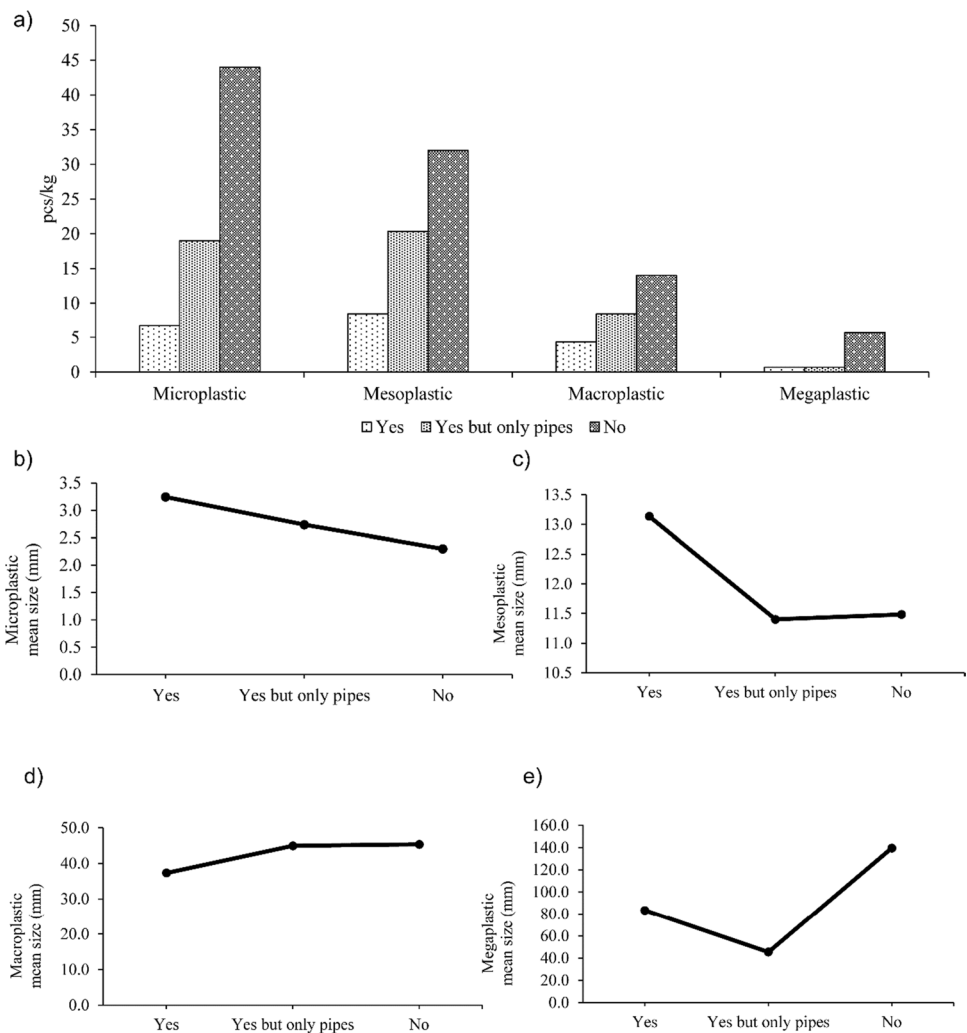 a)
50
45
40
35
30
25
20
15
10
5
0
pcs/kg
Microplastic Mesoplastic Macroplastic Megaplastic
Yes Yes but only pipes No
b)
3.5
3.0
2.5
2.0
1.5
1.0
0.5
0.0
Microplastic
mean size (mm)
Yes Yes but only pipes No
c)
13.5
13.0
12.5
12.0
11.5
11.0
10.5
Mesoplastic
mean size (mm)
Yes Yes but only pipes No
d)
50.0
40.0
30.0
20.0
10.0
0.0
Macroplastic
mean size (mm)
Yes Yes but only pipes No
e)
160.0
140.0
120.0
100.0
80.0
60.0
40.0
20.0
0.0
Megaplastic
mean size (mm)
Yes Yes but only pipes No